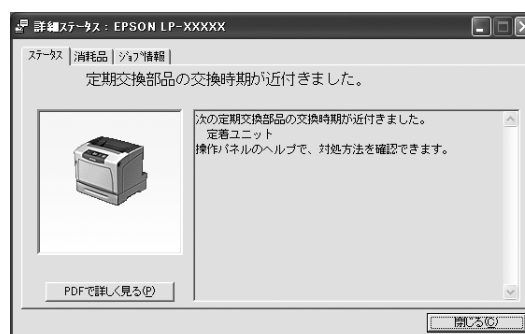 詳細ステータス : EPSON LP-XXXXX
ステータス 消耗品 ジョブ情報
定期交換部品の交換時期が近付きました。
次の定期交換部品の交換時期が近付きました。
定着ユニット
操作パネルのヘルプで、対処方法を確認できます。
PDFで詳しく見る(P)
閉じる(C)